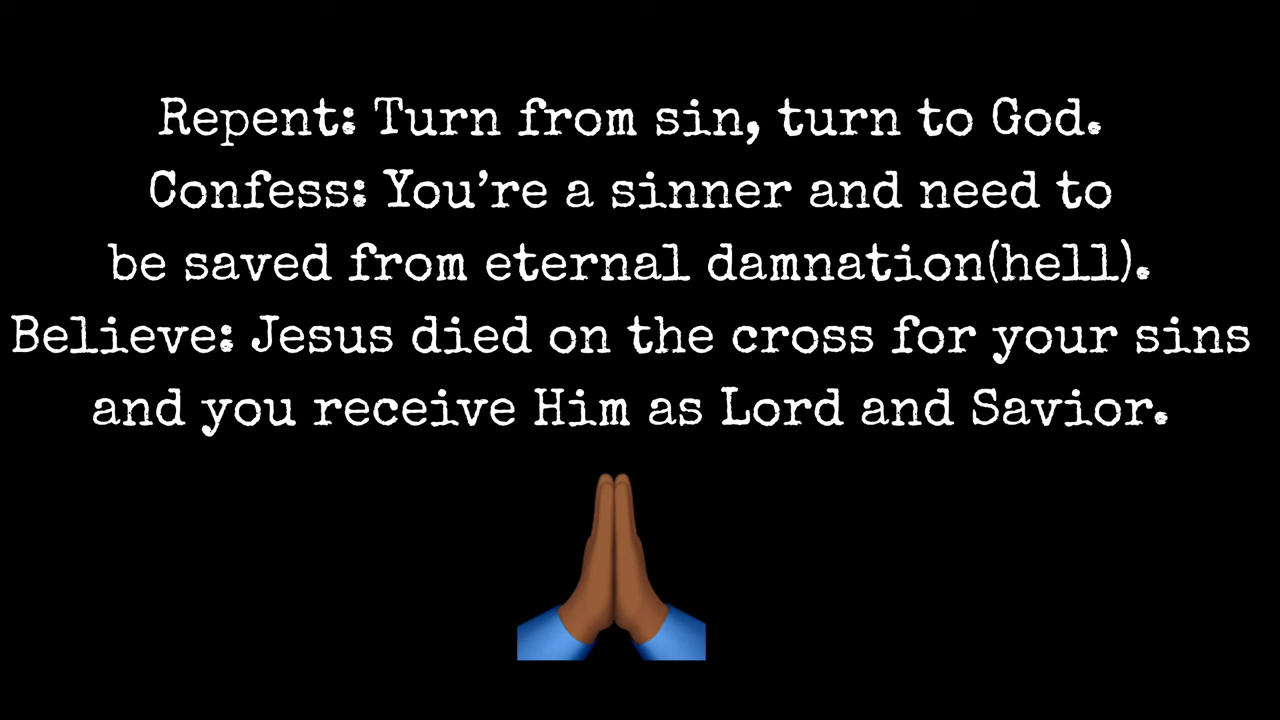 Repent: Turn from sin, turn to God.
Confess: You’re a sinner and need to
be saved from eternal damnation(hell).
Believe: Jesus died on the cross for your sins
and you receive Him as Lord and Savior.